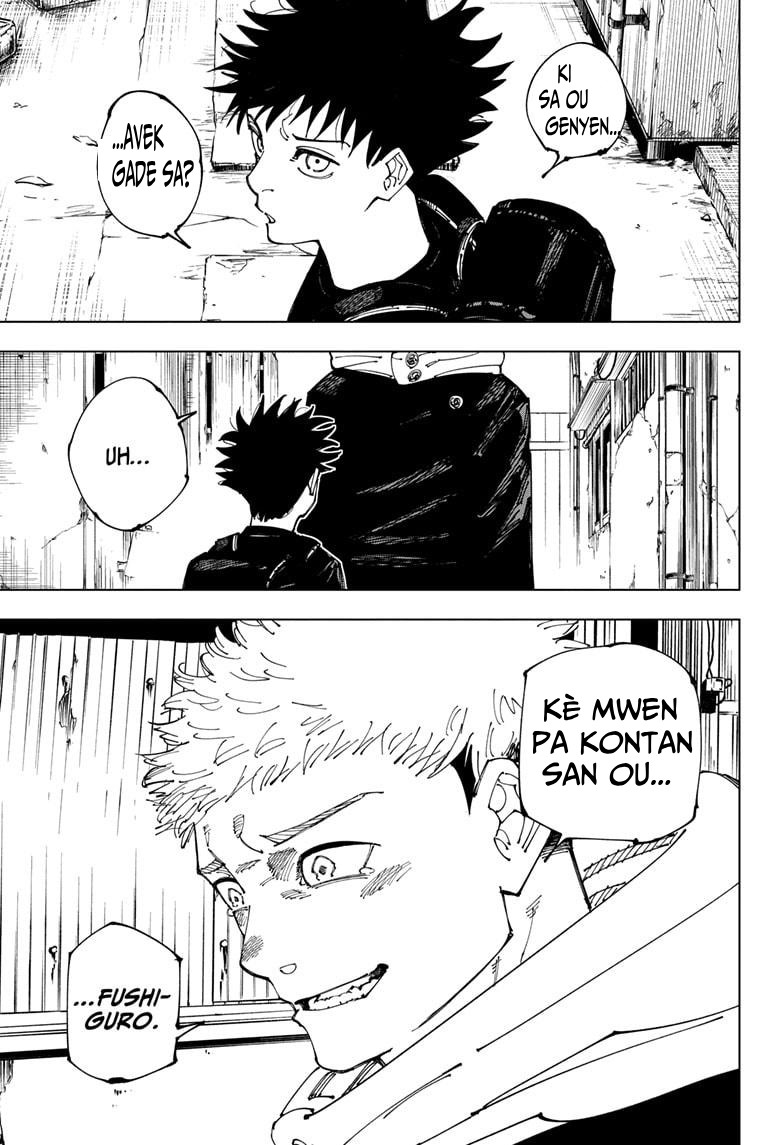 KI
SA OU
GENYEN...
...AVEK
GADE SA?
UH...
KÈ MWEN
PA KONTAN
SAN OU...
...FUSHI-
GURO.